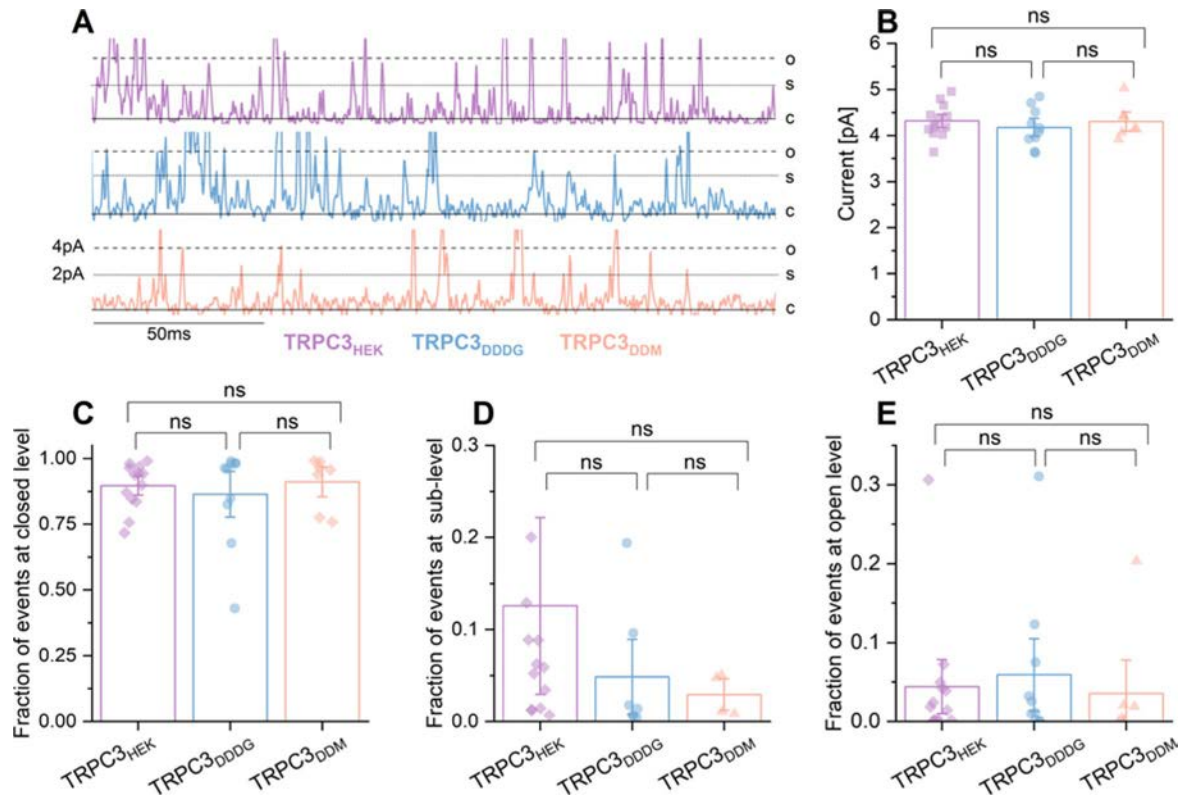 A
o
s
c
o
s
c
4pA
2pA
o
s
c
50ms
TRPC3HEK TRPC3DDDG TRPC3DDM
B
ns
ns ns
Current [pA]
6
5
4
3
2
1
0
TRPC3HEK TRPC3DDDG TRPC3DDM
C
ns
ns ns
Fraction of events at closed level
1.00
0.75
0.50
0.25
0.00
TRPC3HEK TRPC3DDDG TRPC3DDM
D
ns
ns ns
Fraction of events at sub-level
0.3
0.2
0.1
0.0
TRPC3HEK TRPC3DDDG TRPC3DDM
E
ns
ns ns
Fraction of events at open level
0.3
0.2
0.1
0.0
TRPC3HEK TRPC3DDDG TRPC3DDM